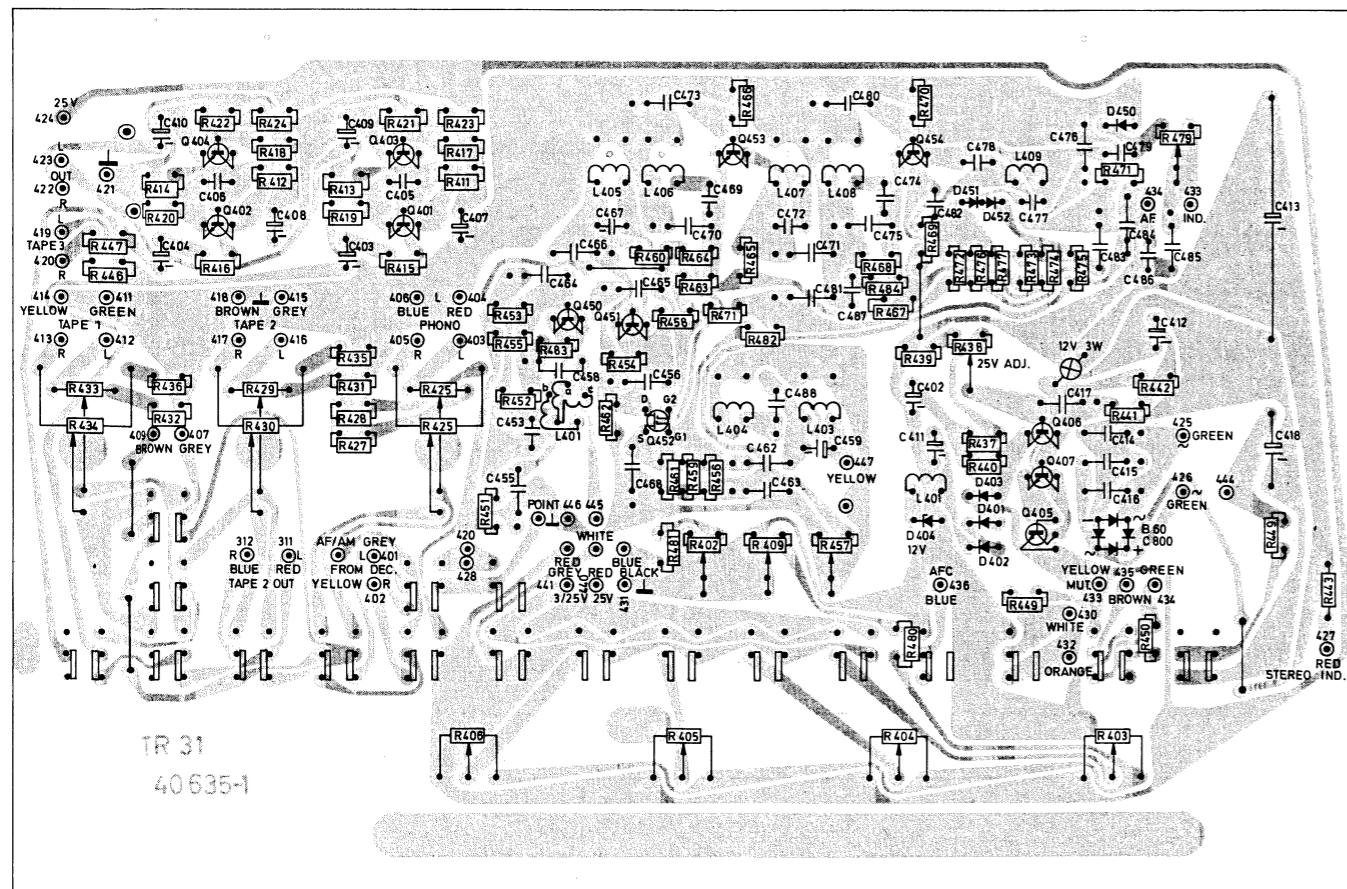 25V
424
C410
R422
R424
C409
R421
R423
C473
R466
C480
R470
D450
C476
R479
L
423
OUT
422
R
L
421
Q404
R418
R412
Q403
R417
R411
Q453
Q454
C478
L409
C479
R471
R414
C406
R413
C405
L405
L406
C469
L407
L408
C474
D451
D452
C477
434
AF
433
IND.
L
419
TAPE 3
420
R
R420
Q402
C408
R419
Q401
C407
C467
C470
C472
C475
C482
R469
C484
C413
R447
R446
C404
R416
C403
R415
C466
C464
R460
R464
C465
R463
R465
C471
C481
C487
R468
R484
R467
R472
R476
R477
R473
R474
R475
C483
C486
C485
414
YELLOW
411
GREEN
TAPE 1
413
R
412
L
418
BROWN
415
GREY
TAPE 2
417
R
416
L
406
BLUE
L
404
RED
PHONO
405
R
403
L
R453
R455
Q450
Q451
R458
R471
R482
R483
R454
C458
C456
R439
R438
25V ADJ.
12V 3W
C412
R433
R434
R436
R432
409
407
BROWN GREY
R429
R430
R435
R431
R428
R427
R425
R425
R452
b
a
c
C453
L401
R462
D
G2
S
G1
Q452
L404
C488
L403
C402
C417
R442
R441
C411
R437
R440
Q406
C414
425
GREEN
~
C418
C455
C468
R461
R459
R456
C462
C463
C459
447
YELLOW
L401
D403
D401
D402
Q407
C415
C416
426
~
GREEN
444
R451
POINT
446
445
WHITE
R481
R402
R409
R457
D404
12V
Q405
~
B 60
C 800
~
+
R449
312
R
BLUE
311
L
RED
TAPE 2 OUT
AF/AM GREY
L
401
FROM DEC.
YELLOW
R
402
420
428
RED
GREY
BLUE
BLACK
441
440
RED
431
3/25V 25V
AFC
436
BLUE
YELLOW
MUT.
433
435
BROWN
GREEN
434
R443
R449
430
WHITE
R480
432
ORANGE
R450
427
RED
STEREO IND.
R406
R405
R404
R403
TR 31
40635-1